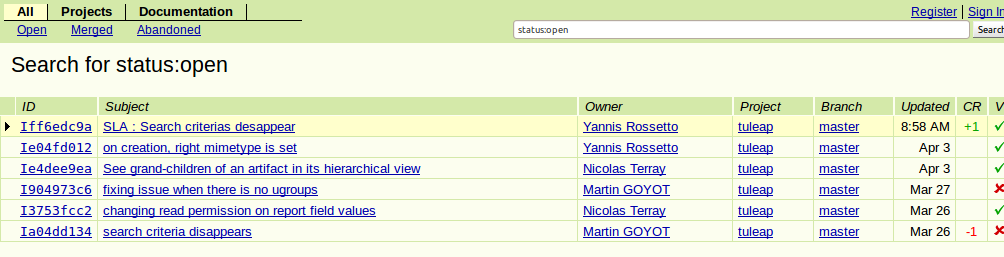 All Projects Documentation Register Sign In
Open Merged Abandoned status:open Search
Search for status:open
ID Subject Owner Project Branch Updated CR V
Iff6edc9a SLA : Search criterias desappear Yannis Rossetto tuleap master 8:58 AM +1 ✓
Ie04fd012 on creation, right mimetype is set Yannis Rossetto tuleap master Apr 3 ✓
Ie4dee9ea See grand-children of an artifact in its hierarchical view Nicolas Terray tuleap master Apr 3 ✓
I904973c6 fixing issue when there is no ugroups Martin GOYOT tuleap master Mar 27 ✘
I3753fcc2 changing read permission on report field values Nicolas Terray tuleap master Mar 26 ✓
Ia04dd134 search criteria disappears Martin GOYOT tuleap master Mar 26 -1 ✘